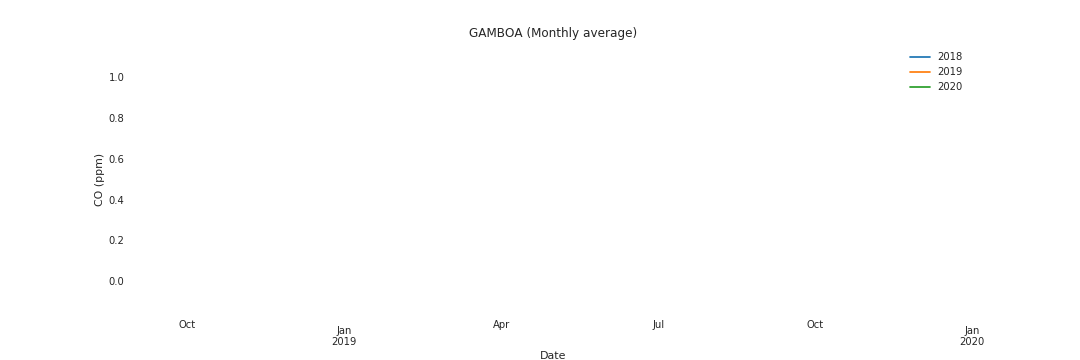 GAMBOA (Monthly average)
2018
2019
2020
1.0
0.8
0.6
0.4
0.2
0.0
CO (ppm)
Oct
Jan
2019
Apr
Jul
Oct
Jan
2020
Date